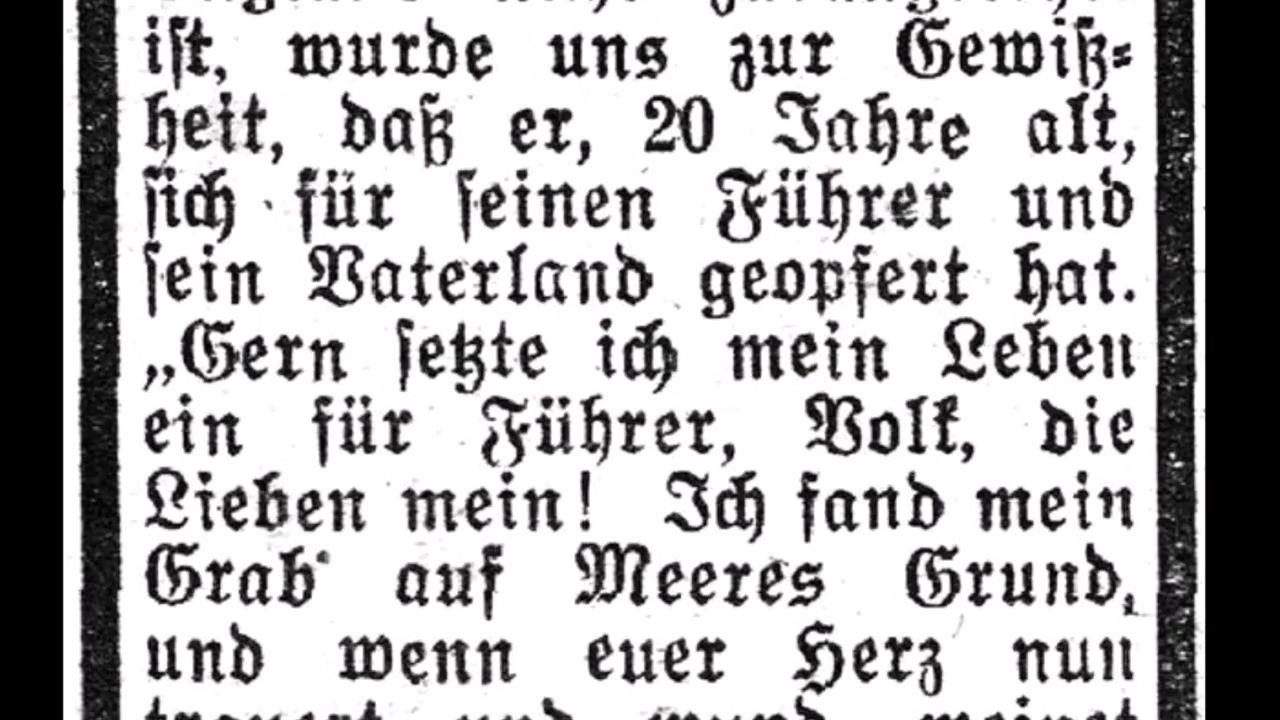 ist, wurde uns zur Gewiß=
heit, daß er, 20 Jahre alt,
sich für seinen Führer und
sein Vaterland geopfert hat.
„Gern setzte ich mein Leben
ein für Führer, Volk, die
Lieben mein! Ich fand mein
Grab auf Meeres Grund,
und wenn euer Herz nun